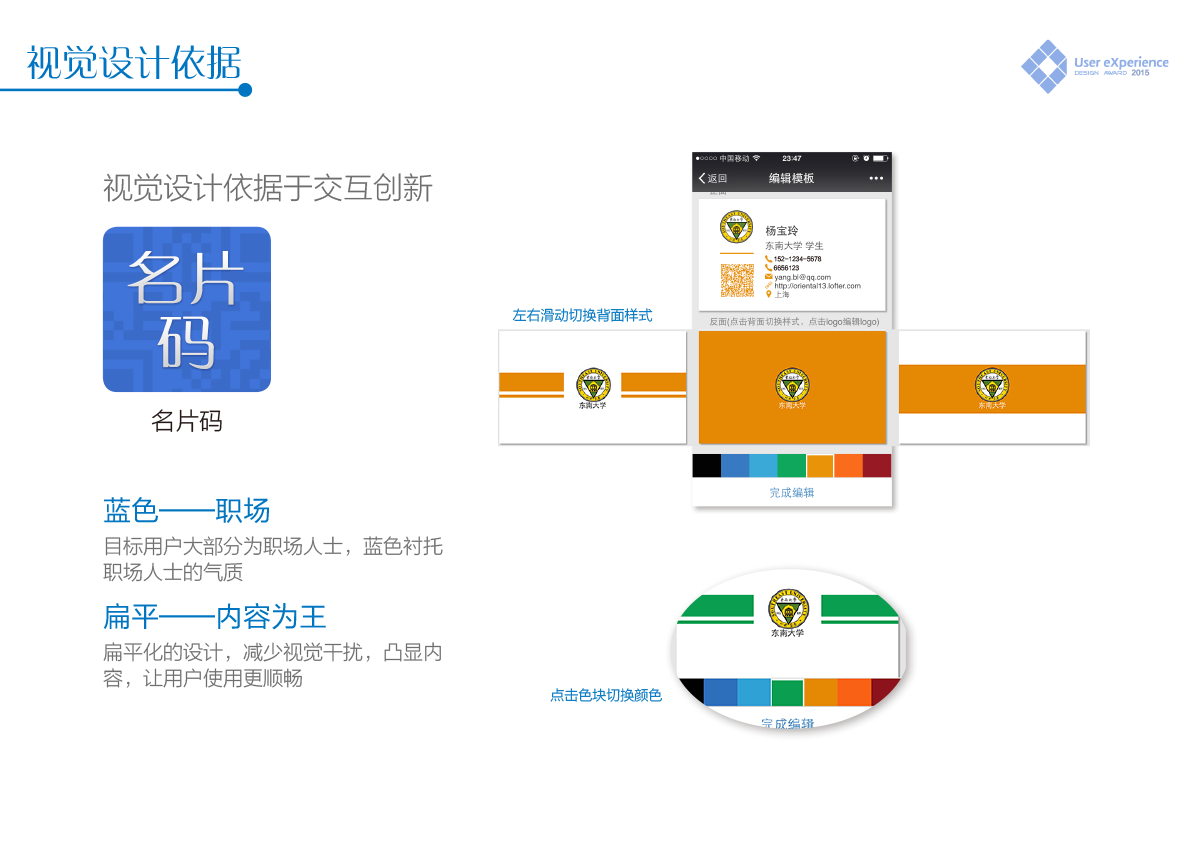 视觉设计依据
User eXperience
DESIGN AWARD 2015
视觉设计依据于交互创新
名片
码
名片码
蓝色——职场
目标用户大部分为职场人士，蓝色衬托
职场人士的气质
扁平——内容为王
扁平化的设计，减少视觉干扰，凸显内
容，让用户使用更顺畅
中国移动
23:47
返回
编辑模板
杨宝玲
东南大学 学生
152-1234-5678
6656123
yang.bl@qq.com
http://oriental13.lofter.com
上海
左右滑动切换背面样式
反面(点击背面切换样式，点击logo编辑logo)
东南大学
东南大学
东南大学
完成编辑
东南大学
点击色块切换颜色
完成编辑